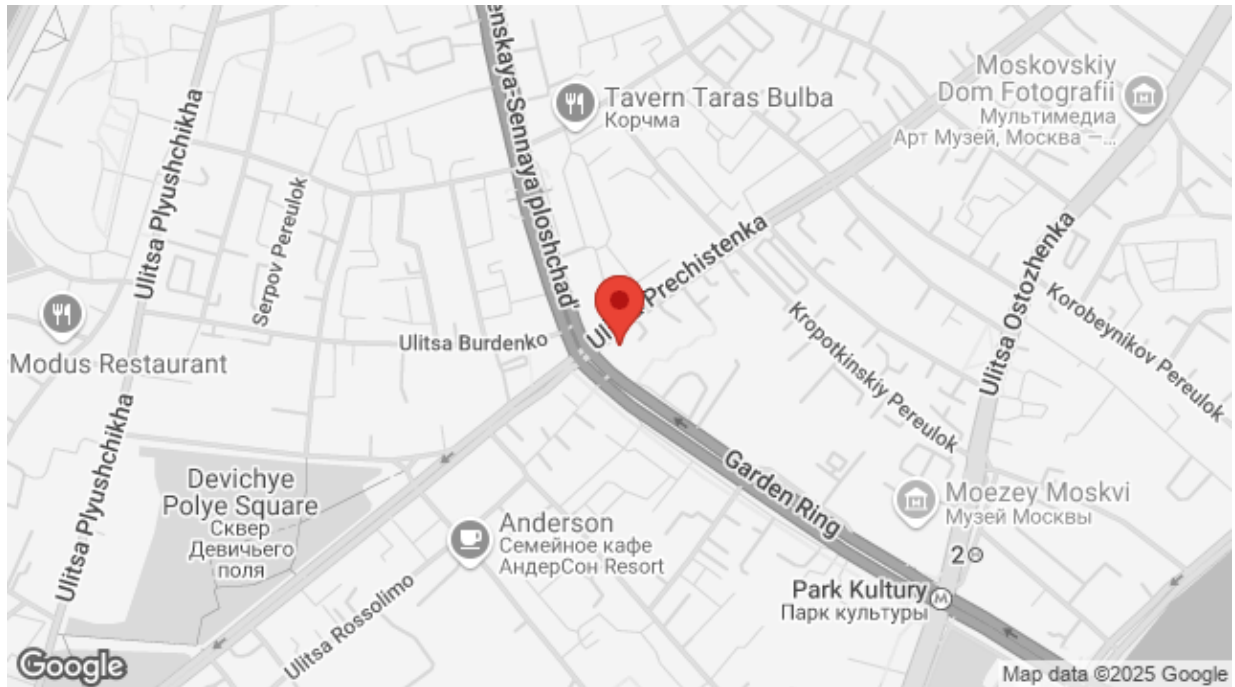 enskaya-Sennaya ploshchad'
Ulitsa Plyushchikha
Tavern Taras Bulba
Корчма
Moskovskiy
Dom Fotografii
Мультимедиа
Арт Музей, Москва —...
Serpov Pereulok
Prechistenka
Ulitsa Ostozhenka
Korobeynikov Pereulok
Kropotkinskiy Pereulok
Ulitsa Burdenko
Modus Restaurant
Ulitsa Plyushchikha
Devichye
Polye Square
Сквер
Девичьего
поля
Garden Ring
Anderson
Семейное кафе
АндерСон Resort
Moezey Moskvi
Музей Москвы
2
Park Kultury
Парк культуры
M
Ulitsa Rossolimo
Google
Map data ©2025 Google